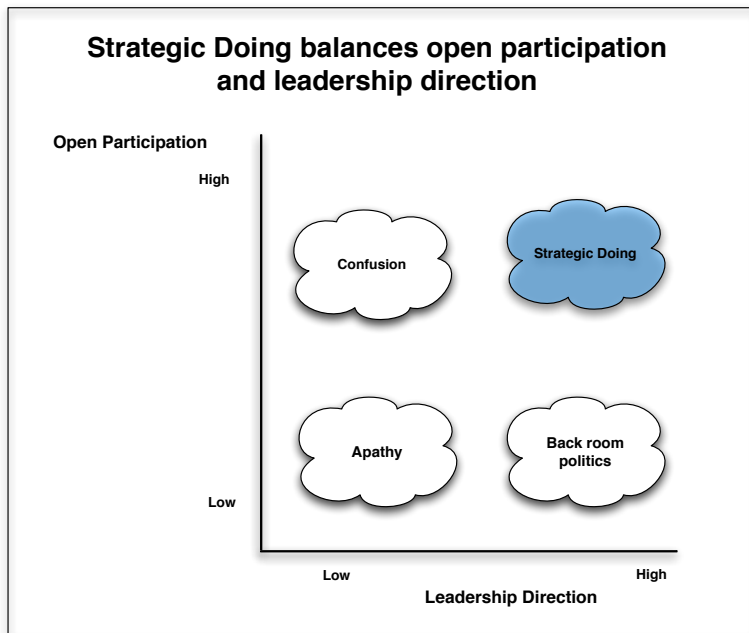 Strategic Doing balances open participation
and leadership direction
Open Participation
High
Confusion
Strategic Doing
Apathy
Back room
politics
Low
Low
High
Leadership Direction